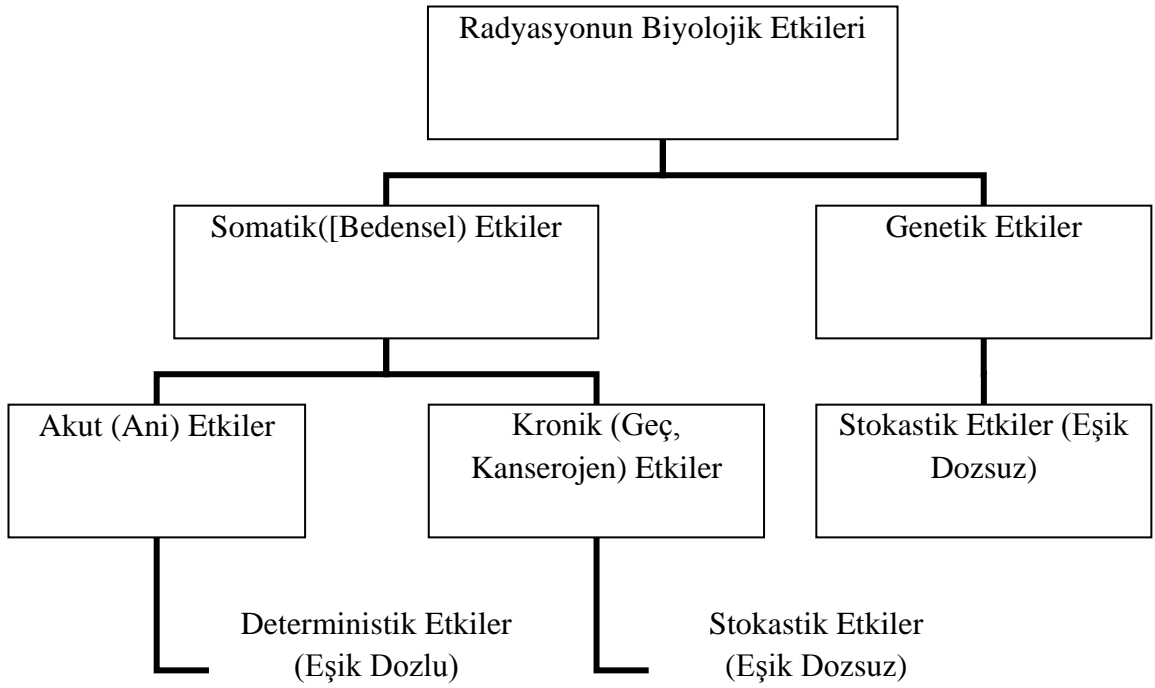 Radyasyonun Biyolojik Etkileri
Somatik([Bedensel) Etkiler
Genetik Etkiler
Akut (Ani) Etkiler
Kronik (Geç,
Kanserojen) Etkiler
Stokastik Etkiler (Eşik
Dozsuz)
Deterministik Etkiler
(Eşik Dozlu)
Stokastik Etkiler
(Eşik Dozsuz)